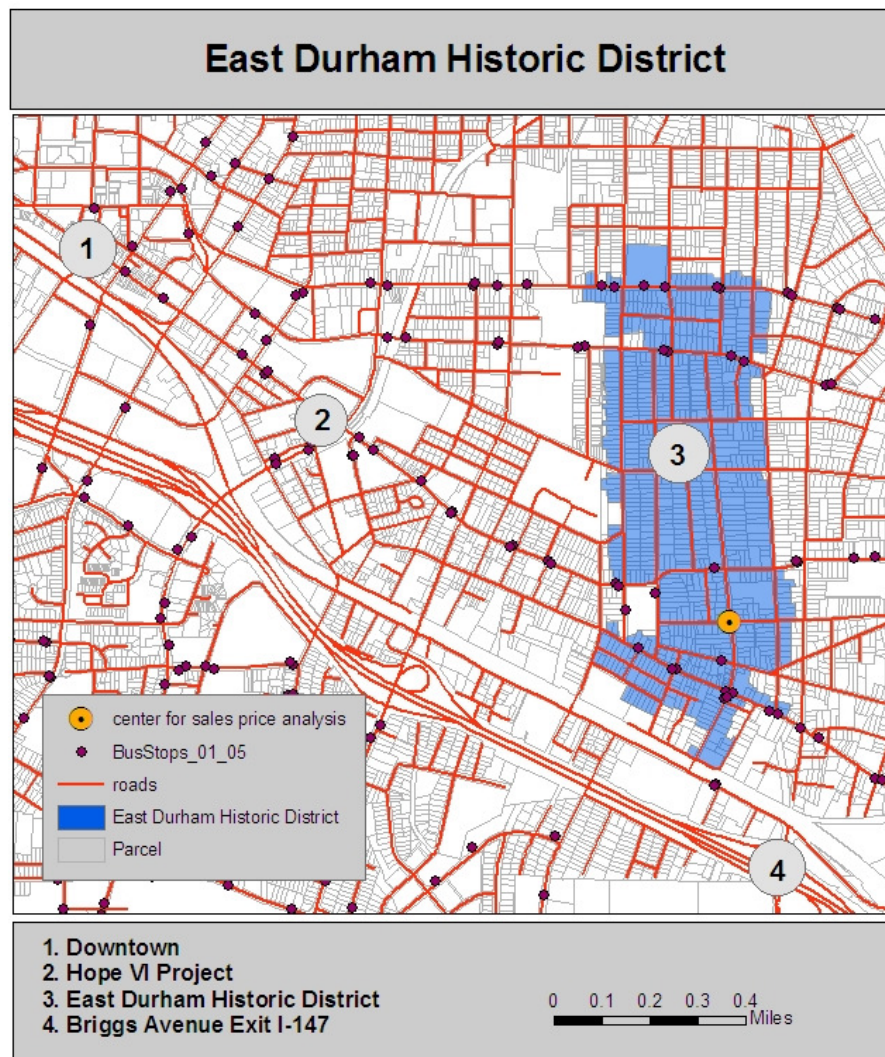 East Durham Historic District
1
2
3
4
center for sales price analysis
BusStops_01_05
roads
East Durham Historic District
Parcel
1. Downtown
2. Hope VI Project
3. East Durham Historic District
4. Briggs Avenue Exit I-147
0 0.1 0.2 0.3 0.4
Miles